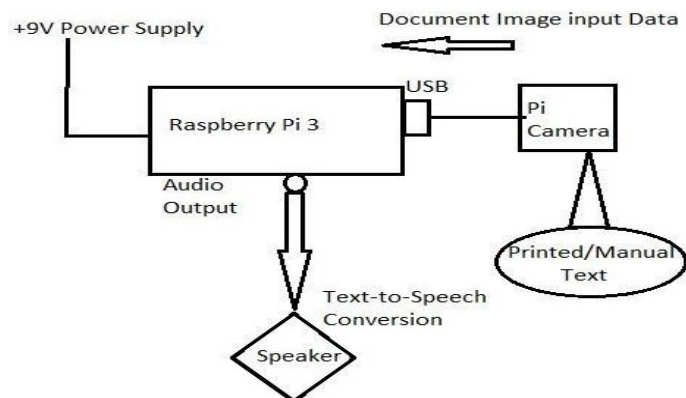 Document Image input Data
+9V Power Supply
USB
Raspberry Pi 3
Pi
Camera
Audio
Output
Printed/Manual
Text
Text-to-Speech
Conversion
Speaker